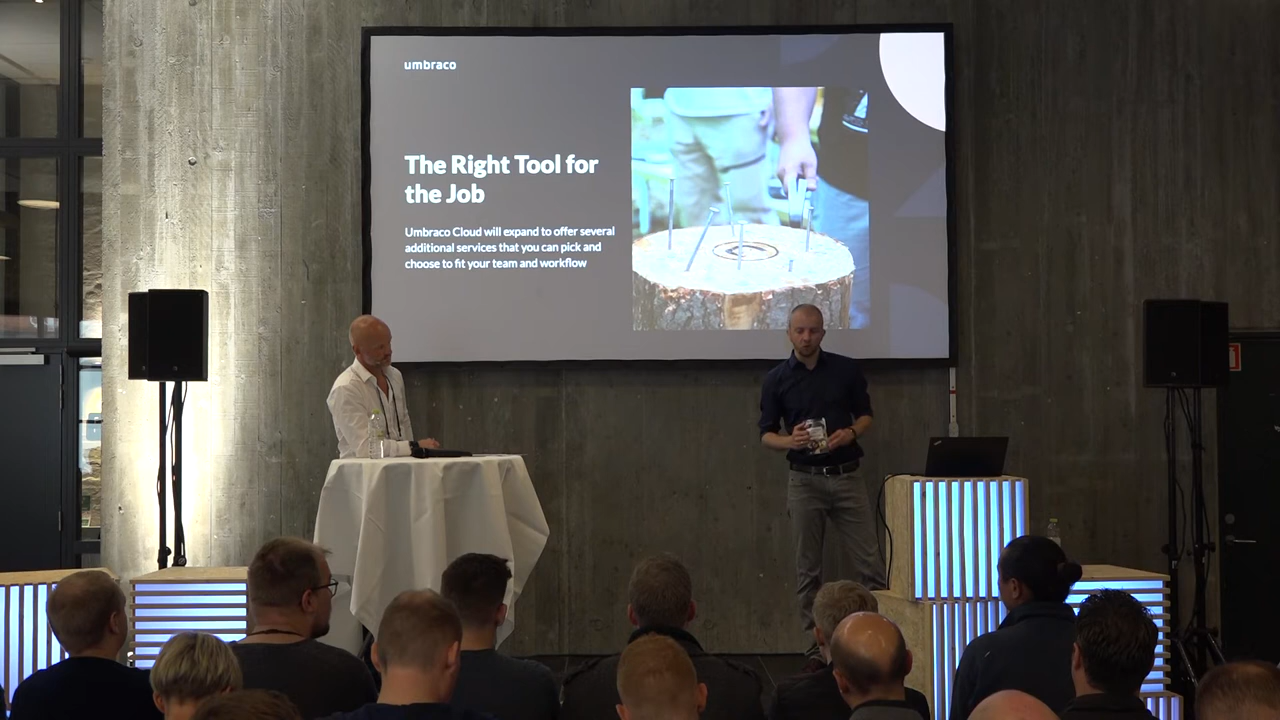 umbraco
The Right Tool for
the Job
Umbraco Cloud will expand to offer several
additional services that you can pick and
choose to fit your team and workflow